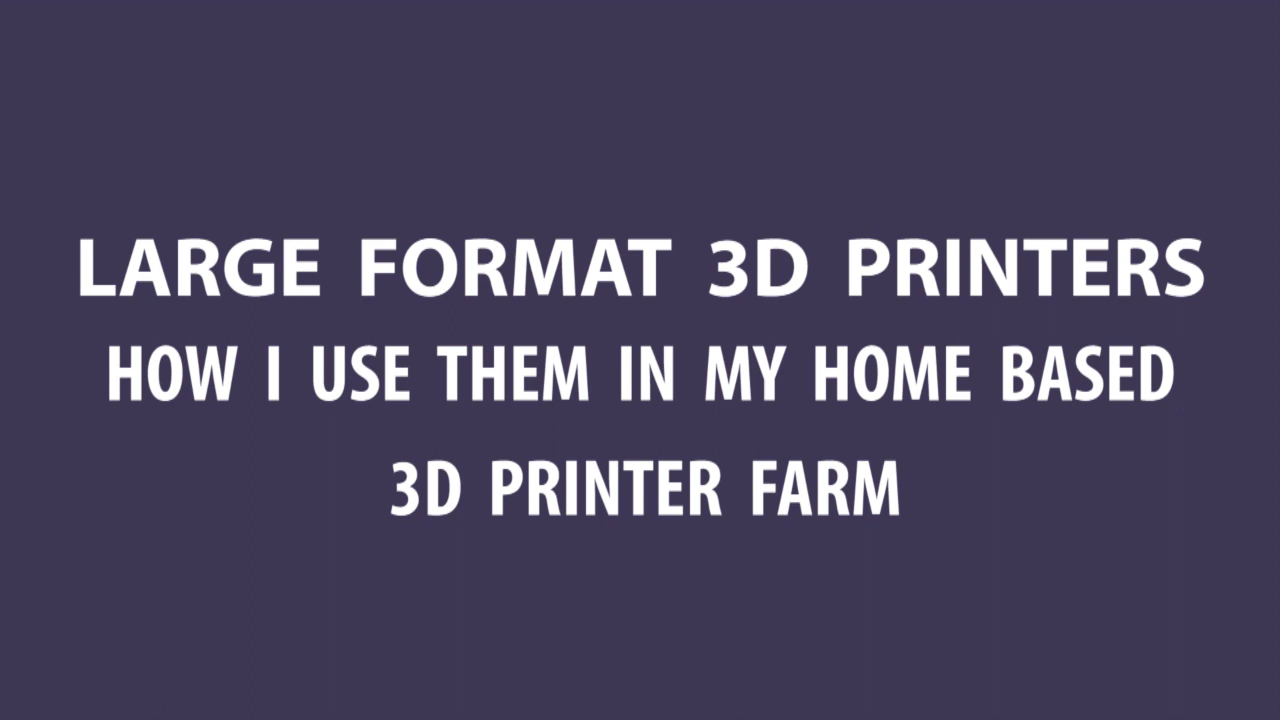 LARGE FORMAT 3D PRINTERS
HOW I USE THEM IN MY HOME BASED
3D PRINTER FARM